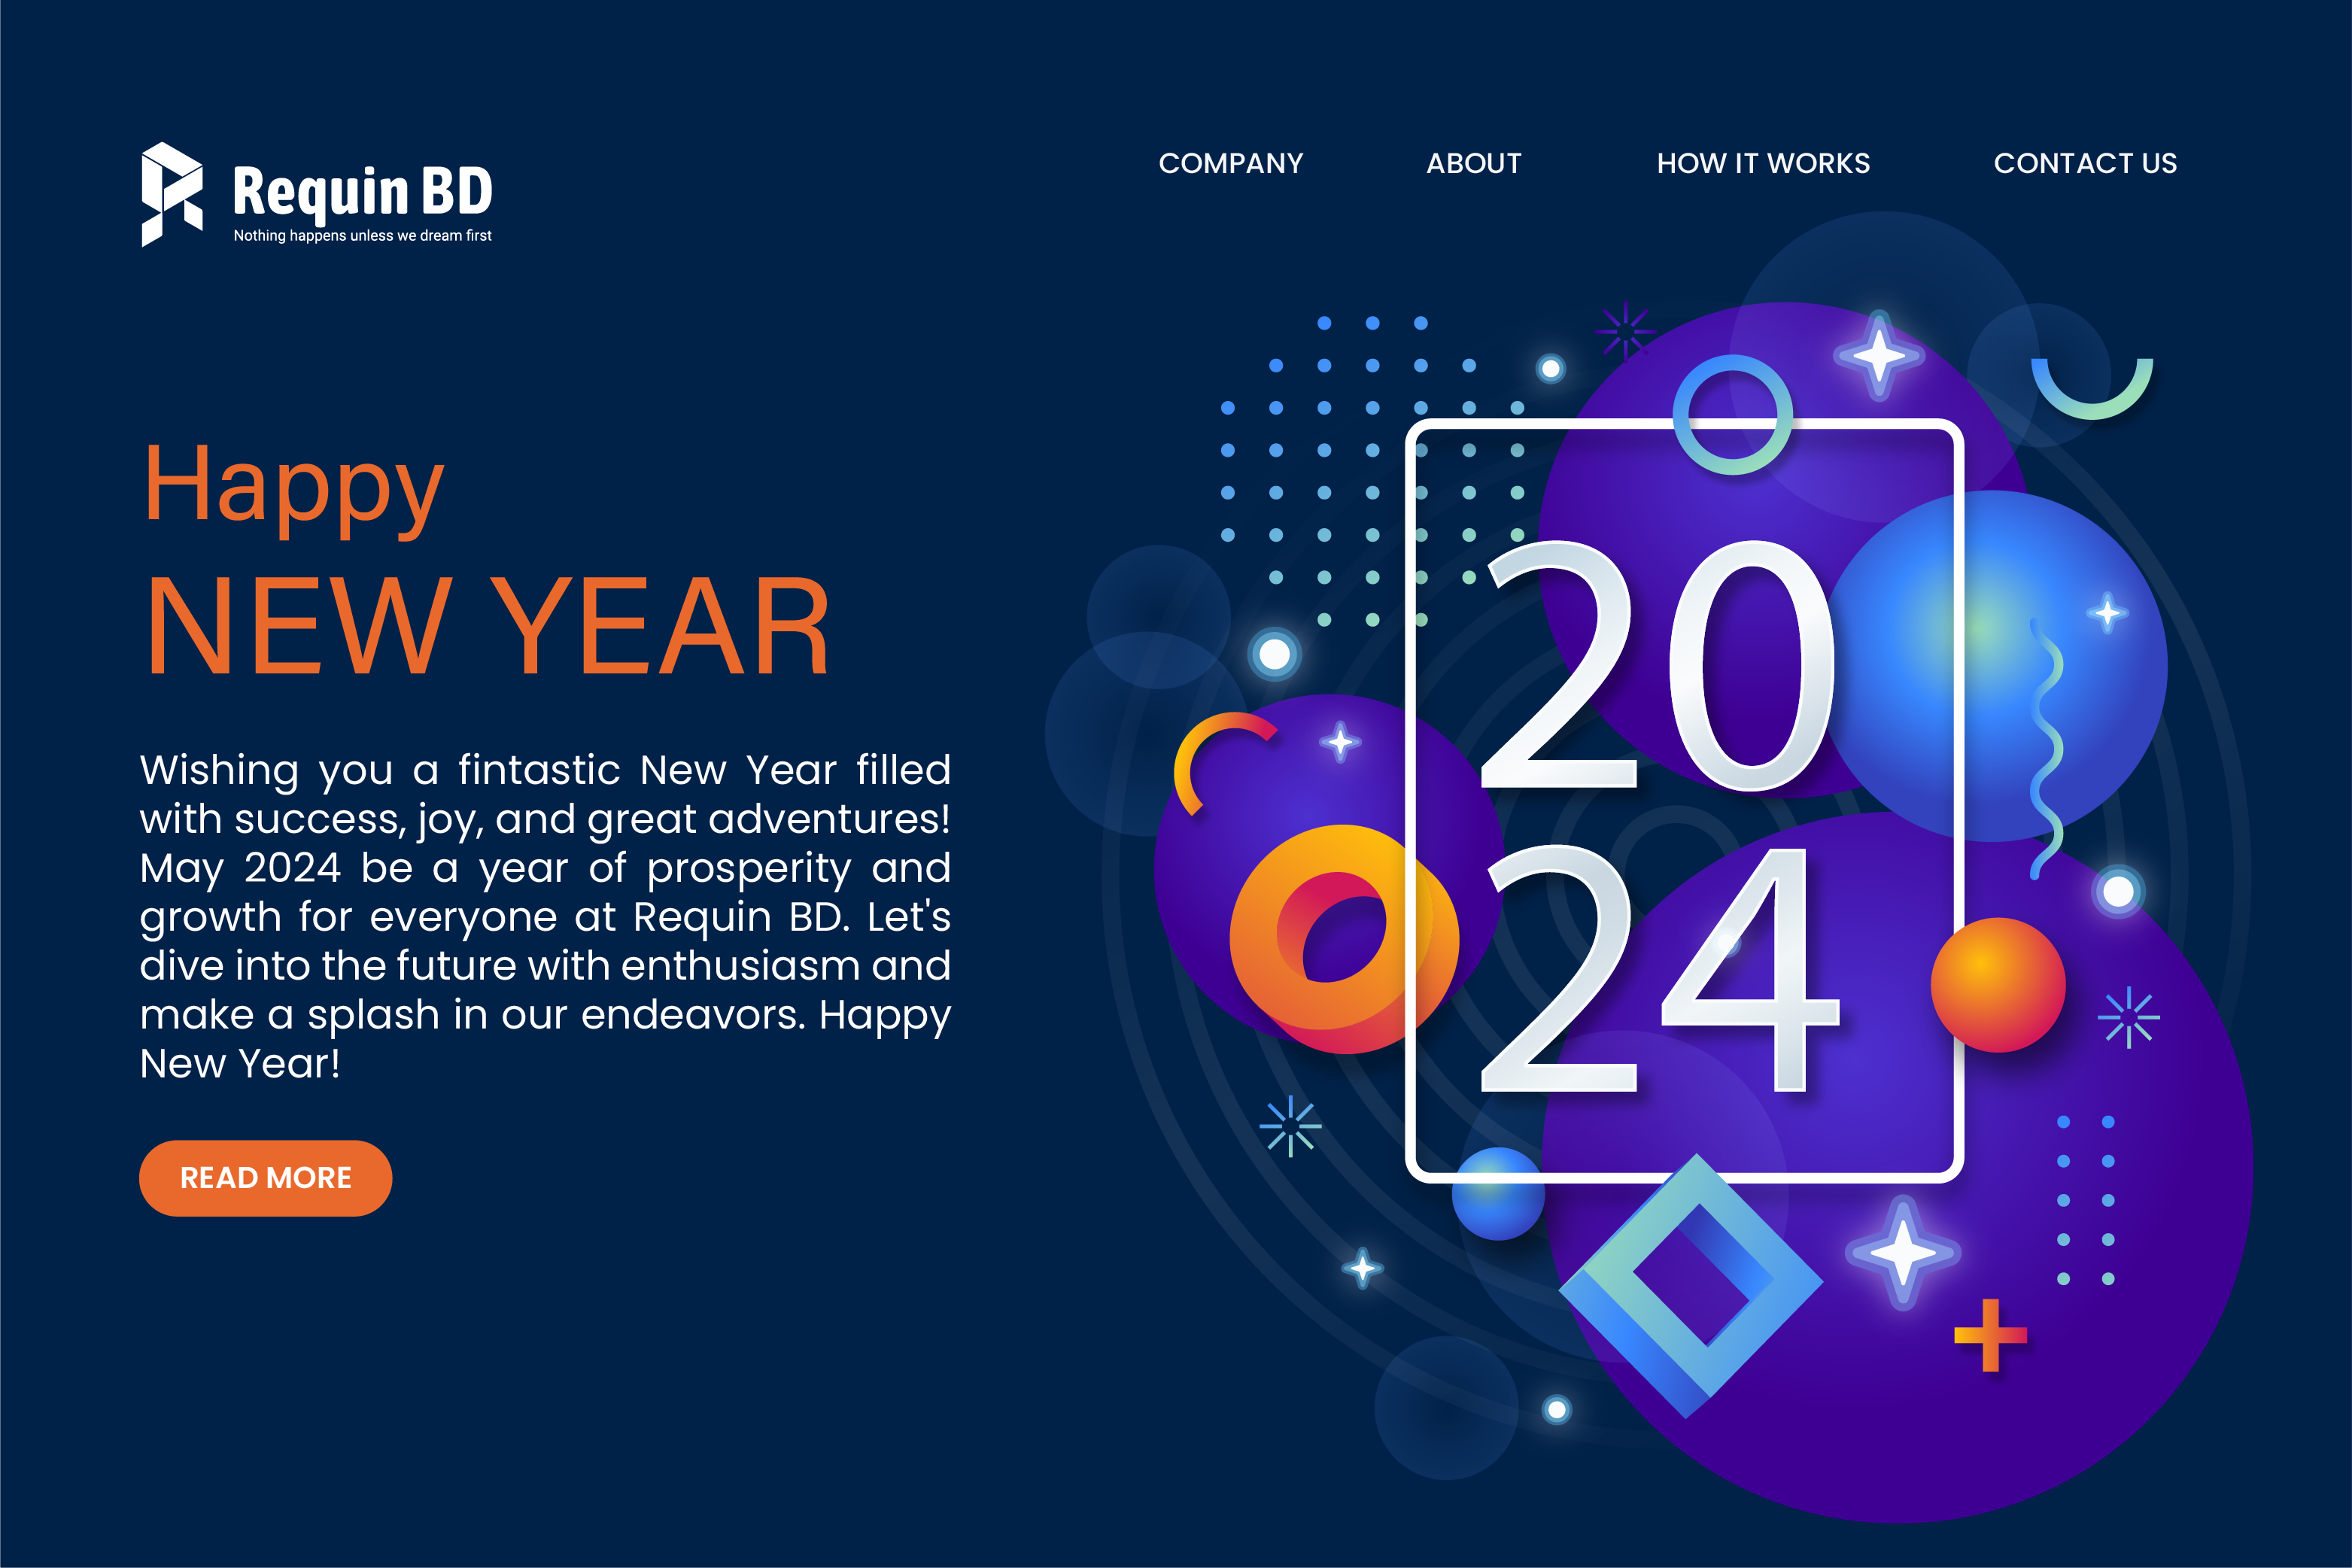 Requin BD
Nothing happens unless we dream first
COMPANY ABOUT HOW IT WORKS CONTACT US
Happy
NEW YEAR
Wishing you a fintastic New Year filled
with success, joy, and great adventures!
May 2024 be a year of prosperity and
growth for everyone at Requin BD. Let's
dive into the future with enthusiasm and
make a splash in our endeavors. Happy
New Year!
READ MORE
20
24